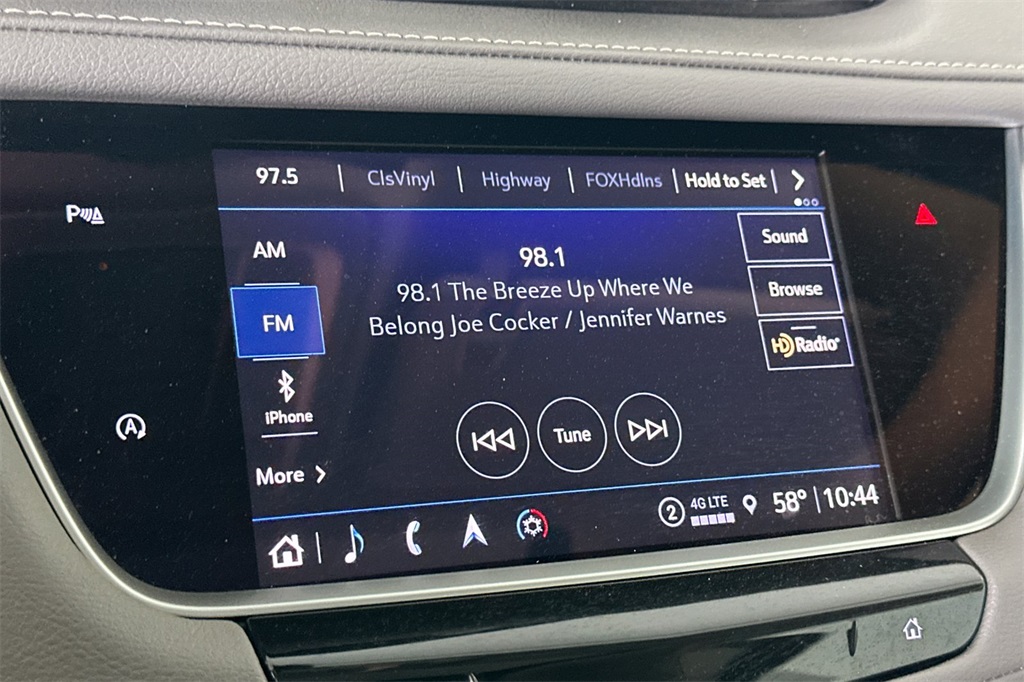 97.5 | ClsVinyl | Highway | FOXHdlns | Hold to Set |
P
AM
98.1
Sound
98.1 The Breeze Up Where We
Browse
FM
Belong Joe Cocker / Jennifer Warnes
HD Radio
iPhone
A
Tune
More
2 4G LTE 58° | 10:44